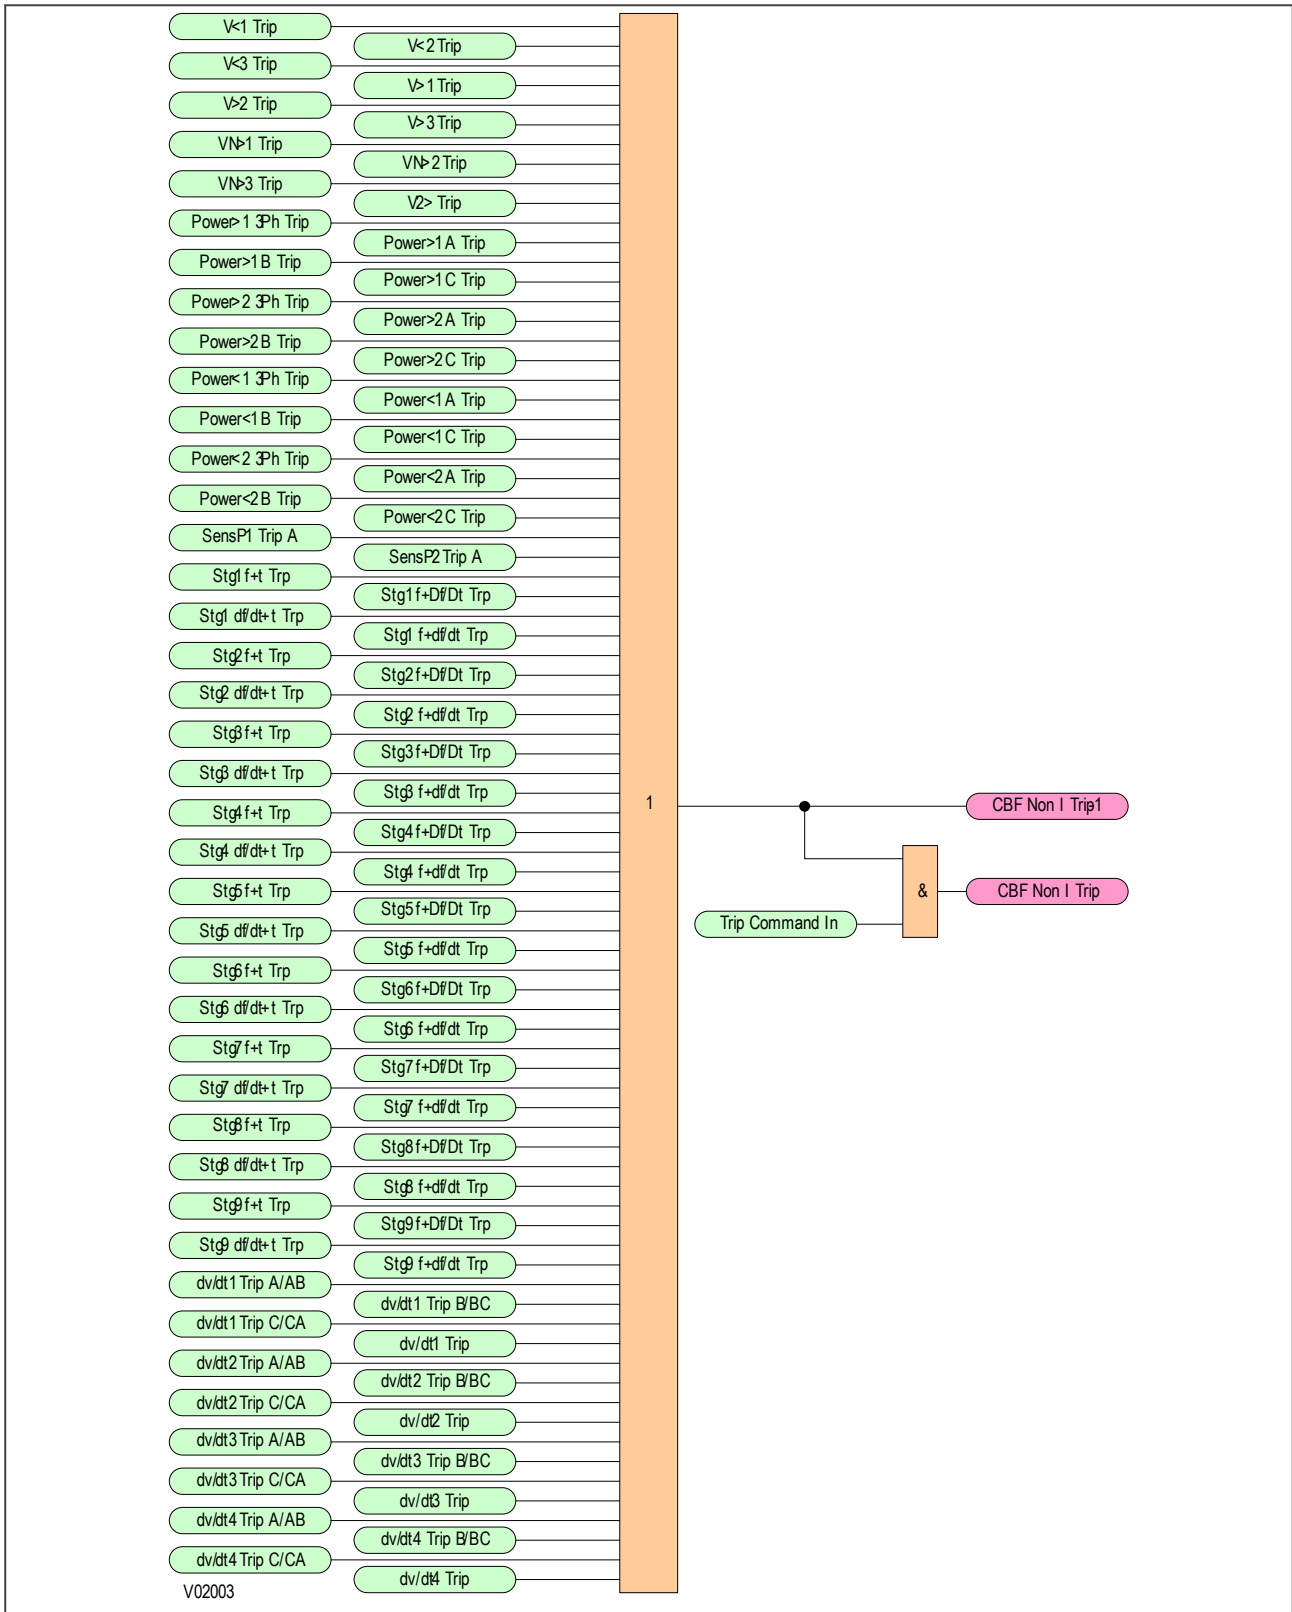 V<1 Trip
V<2 Trip
V<3 Trip
V>1 Trip
V>2 Trip
V>3 Trip
VN>1 Trip
VN>2 Trip
VN>3 Trip
V2> Trip
Power>1 3Ph Trip
Power>1 A Trip
Power>1 B Trip
Power>1 C Trip
Power>2 3Ph Trip
Power>2 A Trip
Power>2 B Trip
Power>2 C Trip
Power<1 3Ph Trip
Power<1 A Trip
Power<1 B Trip
Power<1 C Trip
Power<2 3Ph Trip
Power<2 A Trip
Power<2 B Trip
Power<2 C Trip
SensP1 Trip A
SensP2 Trip A
Stg1 f+t Trp
Stg1 f+Df/Dt Trp
Stg1 df/dt+t Trp
Stg1 f+df/dt Trp
Stg2 f+t Trp
Stg2 f+Df/Dt Trp
Stg2 df/dt+t Trp
Stg2 f+df/dt Trp
Stg3 f+t Trp
Stg3 f+Df/Dt Trp
Stg3 df/dt+t Trp
Stg3 f+df/dt Trp
1
CBF Non I Trip-1
Stg4 f+t Trp
Stg4 f+Df/Dt Trp
Stg4 df/dt+t Trp
Stg4 f+df/dt Trp
Stg5 f+t Trp
&
CBF Non I Trip
Stg5 f+Df/Dt Trp
Trip Command In
Stg5 df/dt+t Trp
Stg5 f+df/dt Trp
Stg6 f+t Trp
Stg6 f+Df/Dt Trp
Stg6 df/dt+t Trp
Stg6 f+df/dt Trp
Stg7 f+t Trp
Stg7 f+Df/Dt Trp
Stg7 df/dt+t Trp
Stg7 f+df/dt Trp
Stg8 f+t Trp
Stg8 f+Df/Dt Trp
Stg8 df/dt+t Trp
Stg8 f+df/dt Trp
Stg9 f+t Trp
Stg9 f+Df/Dt Trp
Stg9 df/dt+t Trp
Stg9 f+df/dt Trp
dv/dt1 Trip A/AB
dv/dt1 Trip B/BC
dv/dt1 Trip C/CA
dv/dt1 Trip
dv/dt2 Trip A/AB
dv/dt2 Trip B/BC
dv/dt2 Trip C/CA
dv/dt2 Trip
dv/dt3 Trip A/AB
dv/dt3 Trip B/BC
dv/dt3 Trip C/CA
dv/dt3 Trip
dv/dt4 Trip A/AB
dv/dt4 Trip B/BC
dv/dt4 Trip C/CA
dv/dt4 Trip
V02003